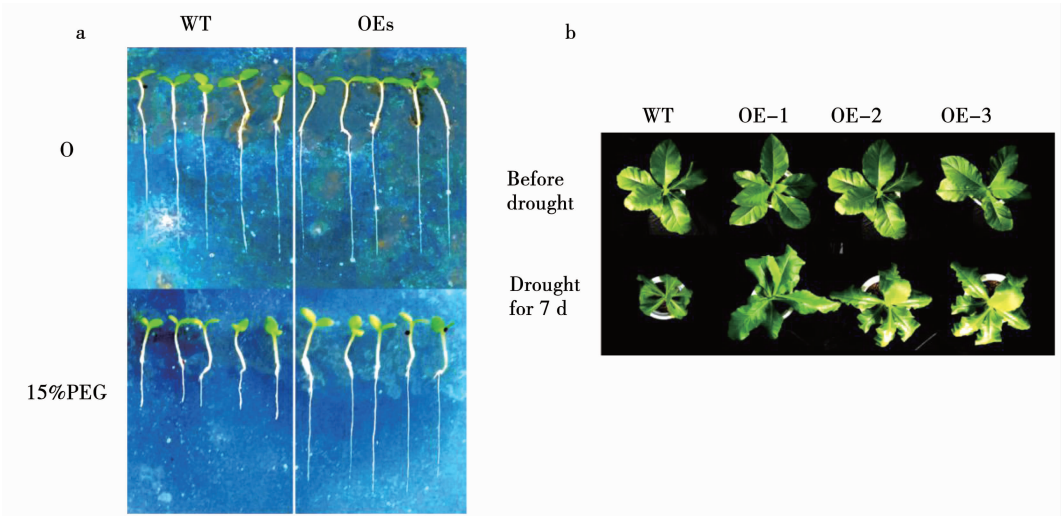 a
WT OEs
O
15%PEG
b
WT OE-1 OE-2 OE-3
Before
drought
Drought
for 7 d